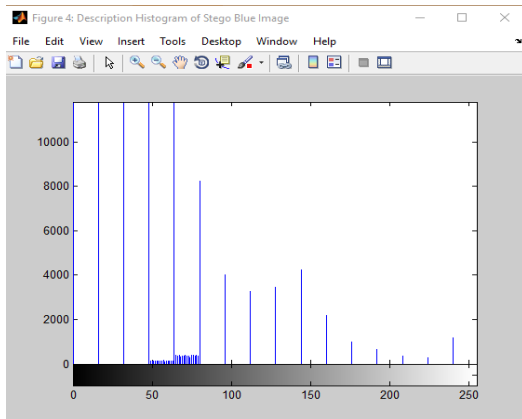 Figure 4: Description Histogram of Stego Blue Image
File Edit View Insert Tools Desktop Window Help
10000
8000
6000
4000
2000
0
0 50 100 150 200 250